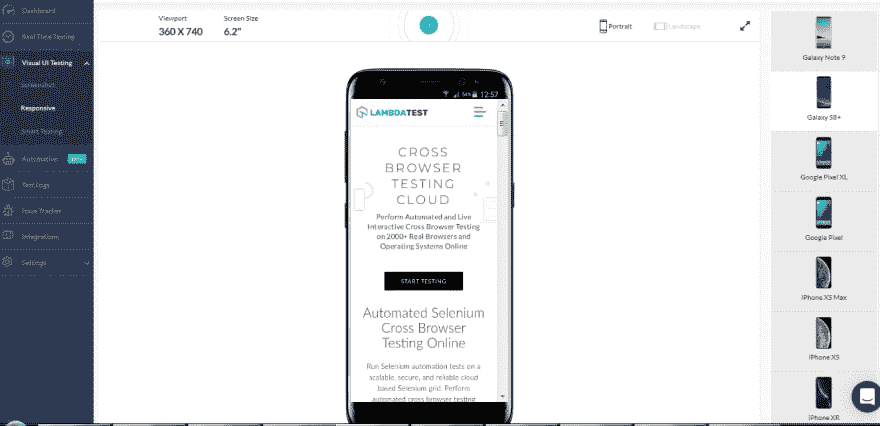 Dashboard
Real Time Testing
Visual UI Testing
Screenshot
Responsive
Smart Testing
Automation
Test Logs
Issue Tracker
Integrations
Settings
Viewport
360 X 740
Screen Size
6.2"
1
Portrait
Landscape
54% 12:57
LAMBDATEST
CROSS
BROWSER
TESTING
CLOUD
Perform Automated and Live
Interactive Cross Browser Testing
on 2000+ Real Browsers and
Operating Systems Online
START TESTING
Automated Selenium
Cross Browser
Testing Online
Run Selenium automation tests on a
scalable, secure, and reliable cloud
based Selenium grid. Perform
automated cross browser testing
Galaxy Note 9
Galaxy S8+
Google Pixel XL
Google Pixel
iPhone XS Max
iPhone XS
iPhone XR